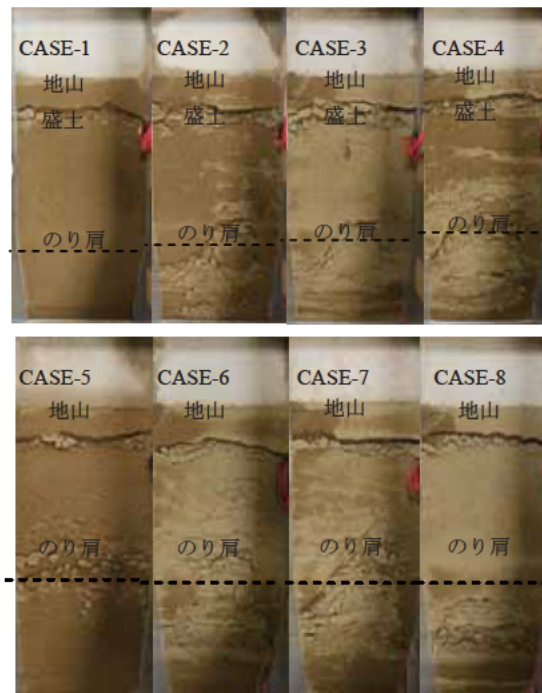 CASE-1
地山
盛土
のり肩
CASE-2
地山
盛土
のり肩
CASE-3
地山
盛土
のり肩
CASE-4
地山
盛土
のり肩
CASE-5
地山
のり肩
CASE-6
地山
のり肩
CASE-7
地山
のり肩
CASE-8
地山
のり肩